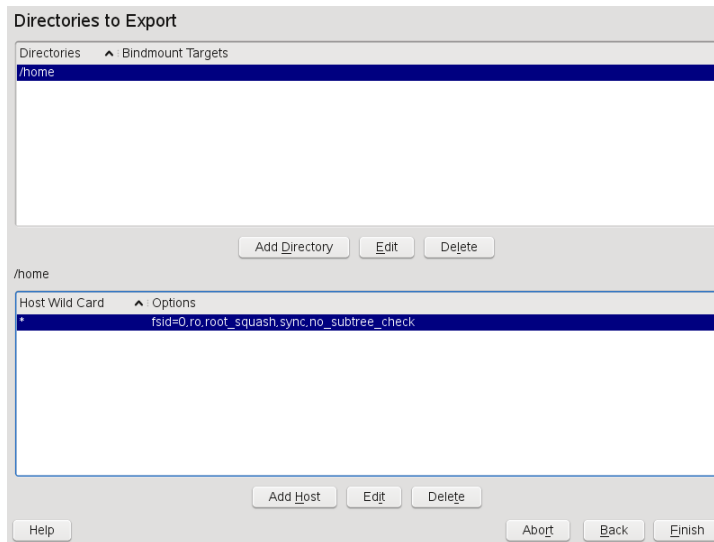 Directories to Export
Directories Bindmount Targets
/home
Add Directory Edit Delete
/home
Host Wild Card Options
* fsid=0,ro,root_squash,sync,no_subtree_check
Add Host Edit Delete
Help Abort Back Finish